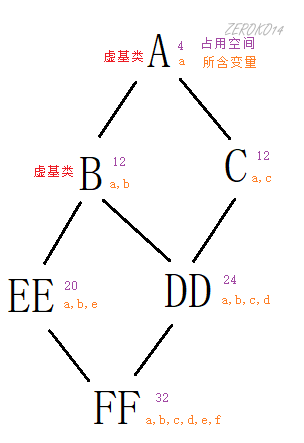 ZEROKO14
虚基类 A 4 占用空间
a 所含变量
虚基类 B 12 a,b
C 12 a,c
EE 20 a,b,e
DD 24 a,b,c,d
FF 32 a,b,c,d,e,f